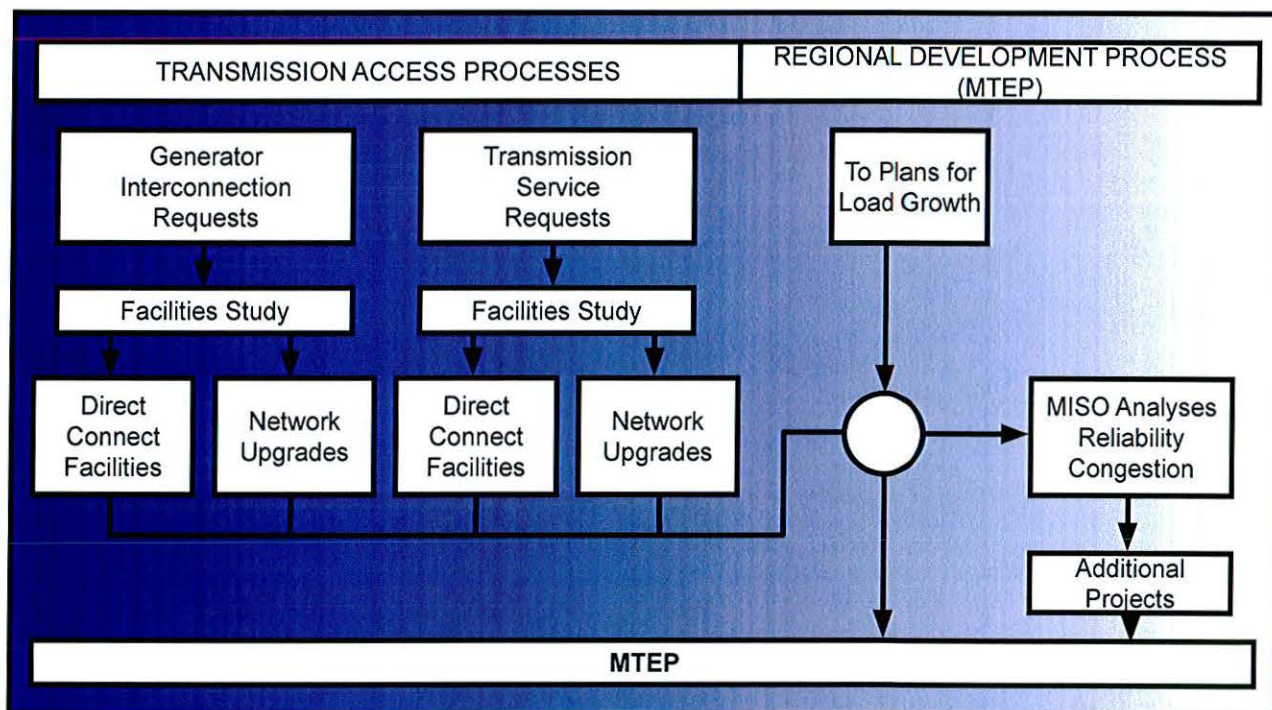 TRANSMISSION ACCESS PROCESSES
REGIONAL DEVELOPMENT PROCESS
(MTEP)
Generator
Interconnection
Requests
Transmission
Service
Requests
To Plans for
Load Growth
Facilities Study
Facilities Study
Direct
Connect
Facilities
Network
Upgrades
Direct
Connect
Facilities
Network
Upgrades
MISO Analyses
Reliability
Congestion
Additional
Projects
MTEP